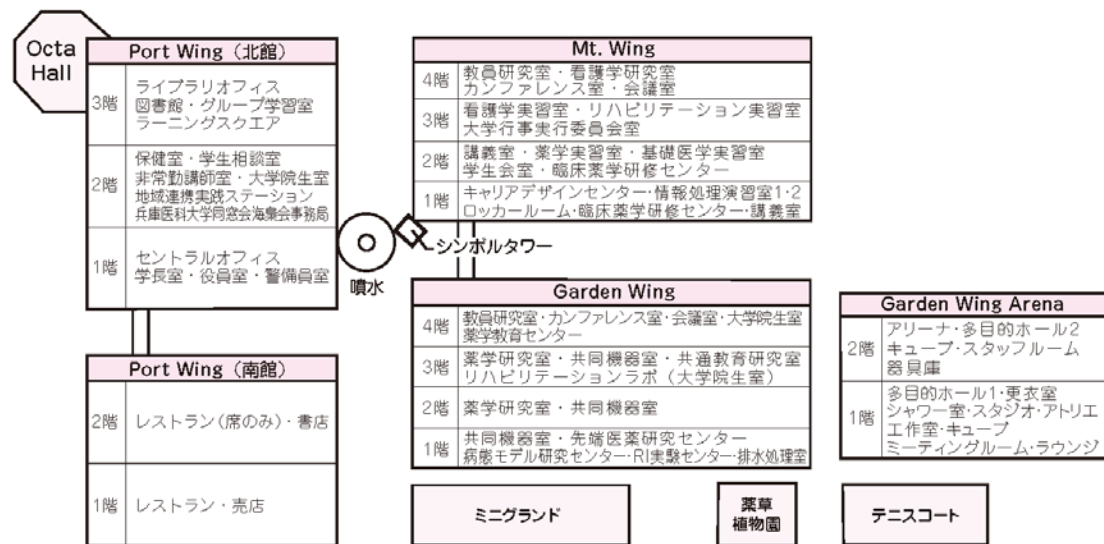 Octa
Hall
Port Wing（北館）
3階
ライブラリオフィス
図書館・グループ学習室
ラーニングスクエア
2階
保健室・学生相談室
非常勤講師室・大学院生室
地域連携実践ステーション
兵庫医科大学同窓会海梟会事務局
1階
セントラルオフィス
学長室・役員室・警備員室
Port Wing（南館）
2階
レストラン(席のみ)・書店
1階
レストラン・売店
噴水
シンボルタワー
Mt. Wing
4階
教員研究室・看護学研究室
カンファレンス室・会議室
3階
看護学実習室・リハビリテーション実習室
大学行事実行委員会室
2階
講義室・薬学実習室・基礎医学実習室
学生会室・臨床薬学研修センター
1階
キャリアデザインセンター・情報処理演習室1・2
ロッカールーム・臨床薬学研修センター・講義室
Garden Wing
4階
教員研究室・カンファレンス室・会議室・大学院生室
薬学教育センター
3階
薬学研究室・共同機器室・共通教育研究室
リハビリテーションラボ（大学院生室）
2階
薬学研究室・共同機器室
1階
共同機器室・先端医薬研究センター
病態モデル研究センター・RI実験センター・排水処理室
Garden Wing Arena
2階
アリーナ・多目的ホール2
キューブ・スタッフルーム
器具庫
1階
多目的ホール1・更衣室
シャワー室・スタジオ・アトリエ
工作室・キューブ
ミーティングルーム・ラウンジ
ミニグランド
薬草
植物園
テニスコート